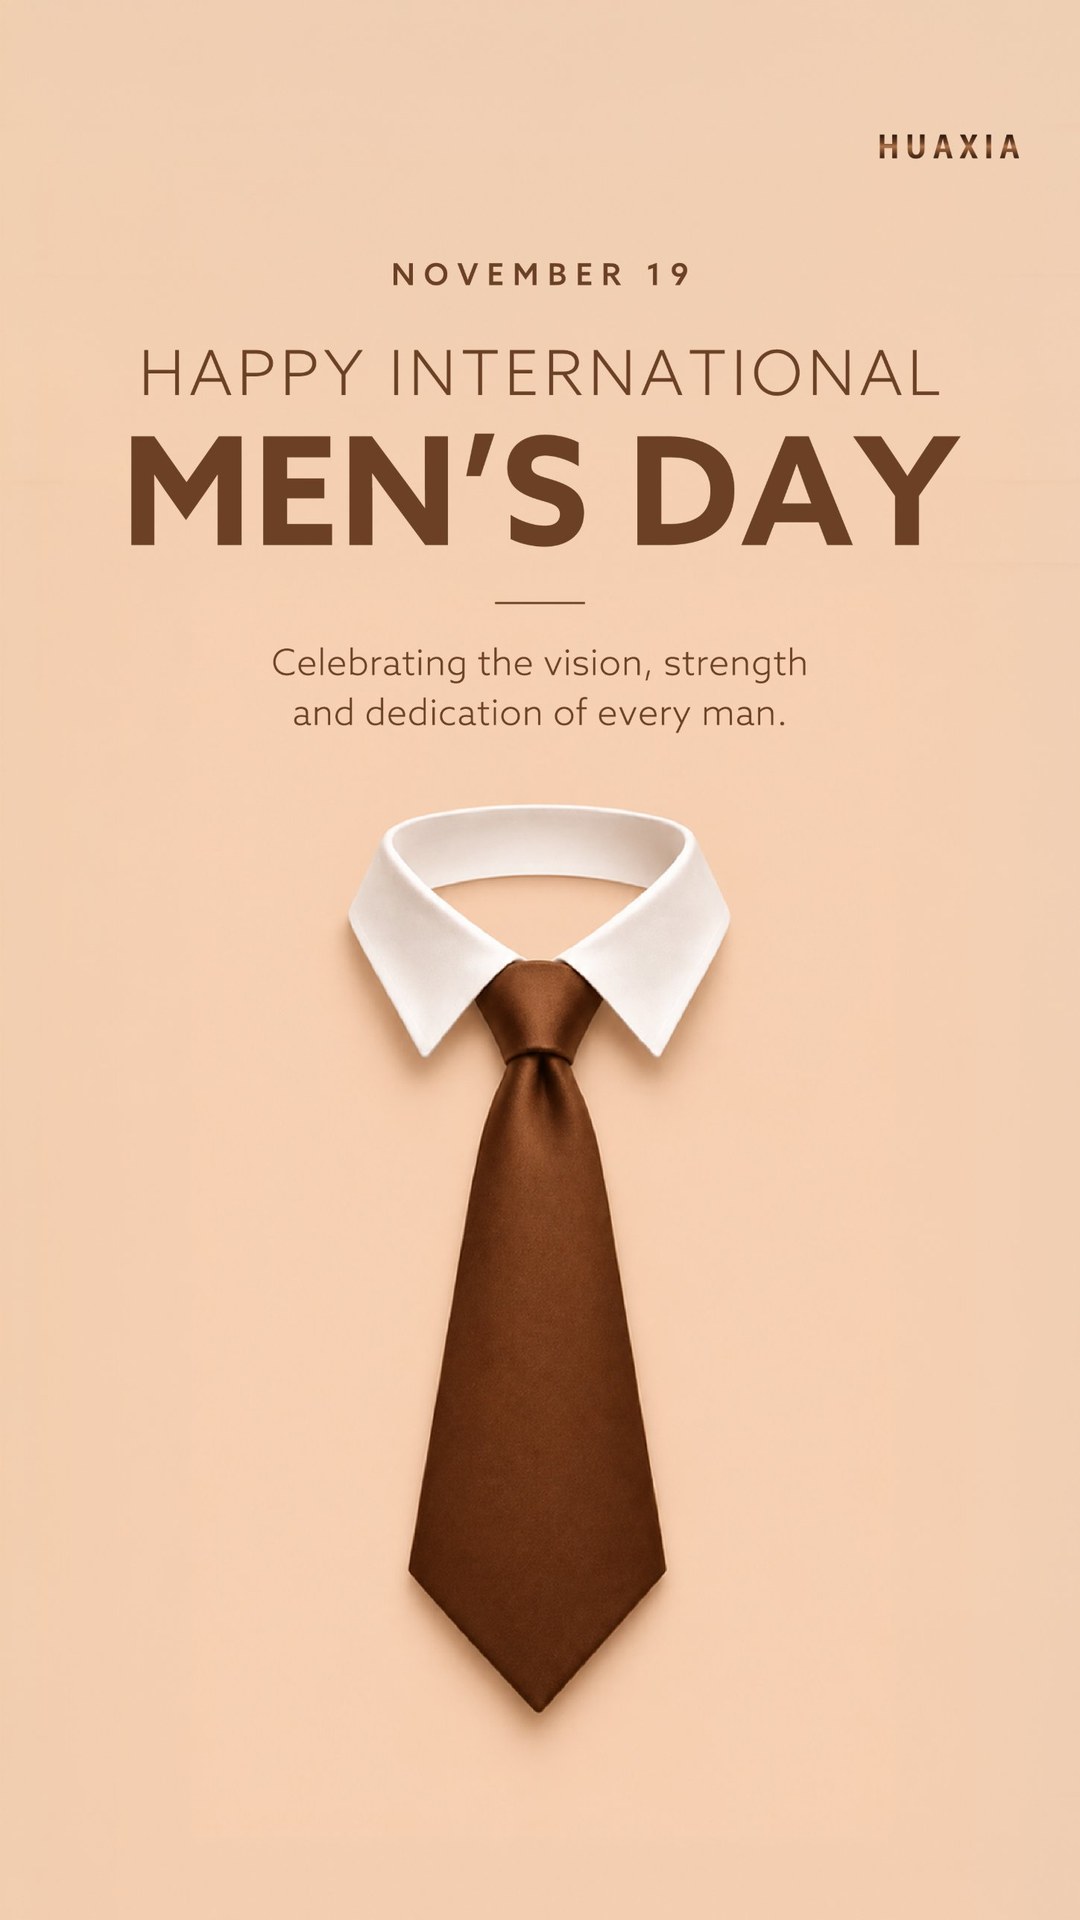 HUAXIA
NOVEMBER 19
HAPPY INTERNATIONAL
MEN’S DAY
Celebrating the vision, strength
and dedication of every man.